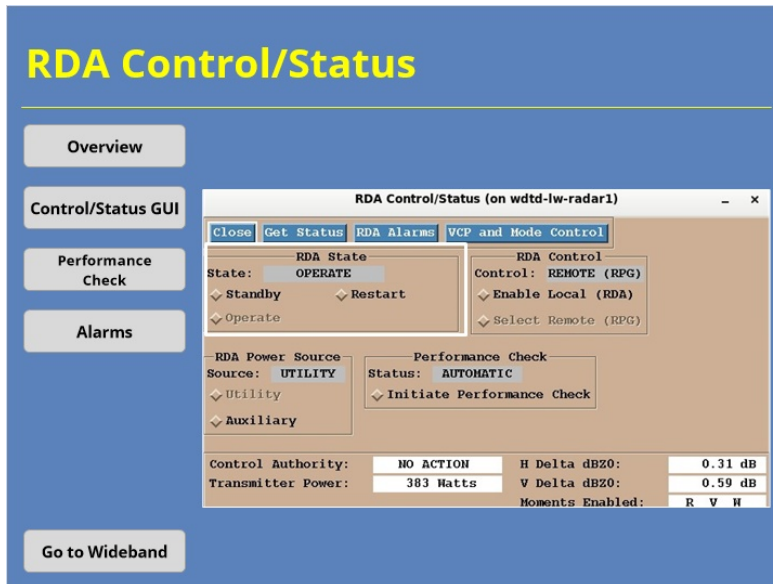 RDA Control/Status
Overview
Control/Status GUI
Performance
Check
Alarms
Go to Wideband
RDA Control/Status (on wdtd-lw-radar1)
Close Get Status RDA Alarms VCP and Mode Control
RDA State
State: OPERATE
Standby Restart
Operate
RDA Control
Control: REMOTE (RPG)
Enable Local (RDA)
Select Remote (RPG)
RDA Power Source
Source: UTILITY
Utility
Auxiliary
Performance Check
Status: AUTOMATIC
Initiate Performance Check
Control Authority: NO ACTION
Transmitter Power: 383 Watts
H Delta dBZ0: 0.31 dB
V Delta dBZ0: 0.59 dB
Moments Enabled: R V W